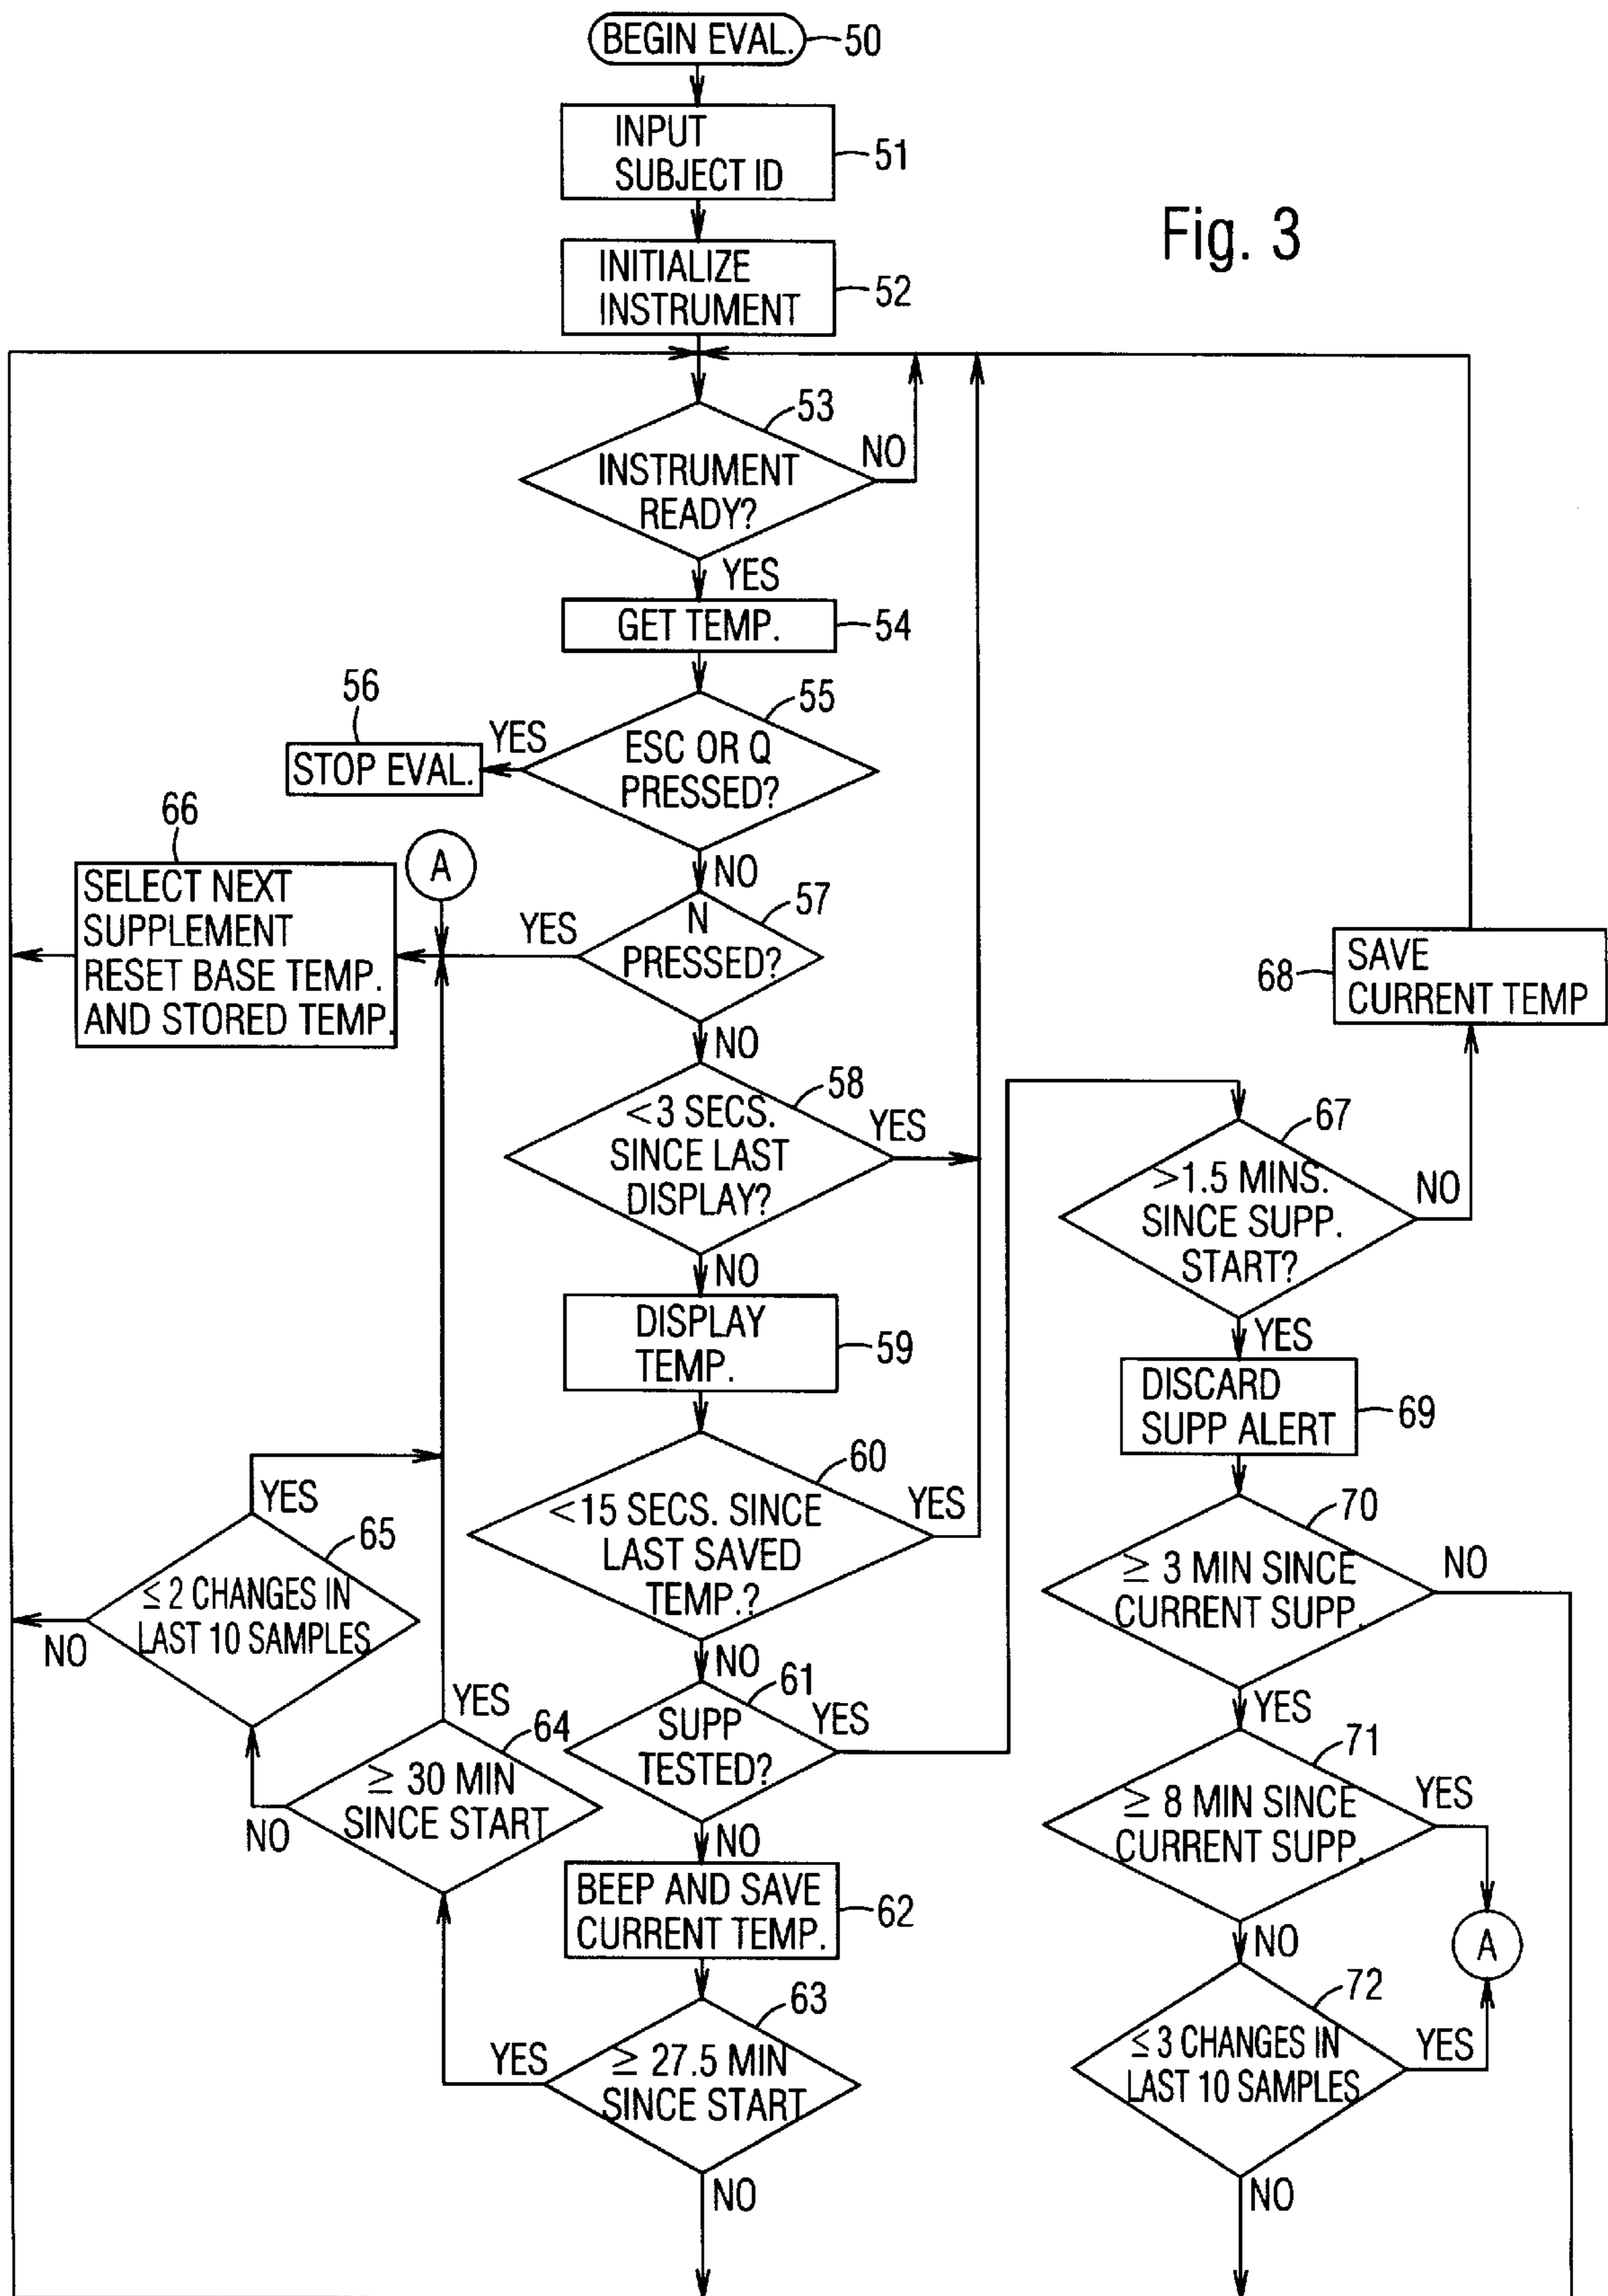 BEGIN EVAL.
50
INPUT
SUBJECT ID
51
Fig. 3
INITIALIZE
INSTRUMENT
52
53
INSTRUMENT
READY?
NO
YES
GET TEMP.
54
55
ESC OR Q
PRESSED?
YES
56
STOP EVAL.
NO
57
N
PRESSED?
YES
A
66
SELECT NEXT
SUPPLEMENT
RESET BASE TEMP.
AND STORED TEMP.
NO
58
<3 SECS.
SINCE LAST
DISPLAY?
YES
NO
DISPLAY
TEMP.
59
60
<15 SECS. SINCE
LAST SAVED
TEMP.?
YES
NO
61
SUPP
TESTED?
YES
NO
BEEP AND SAVE
CURRENT TEMP.
62
63
≥ 27.5 MIN
SINCE START
YES
NO
64
≥ 30 MIN
SINCE START
YES
NO
65
≤ 2 CHANGES IN
LAST 10 SAMPLES
YES
NO
67
>1.5 MINS.
SINCE SUPP.
START?
NO
68
SAVE
CURRENT TEMP
YES
DISCARD
SUPP ALERT
69
70
≥ 3 MIN SINCE
CURRENT SUPP.
NO
YES
71
≥ 8 MIN SINCE
CURRENT SUPP.
YES
A
NO
72
≤ 3 CHANGES IN
LAST 10 SAMPLES
YES
NO